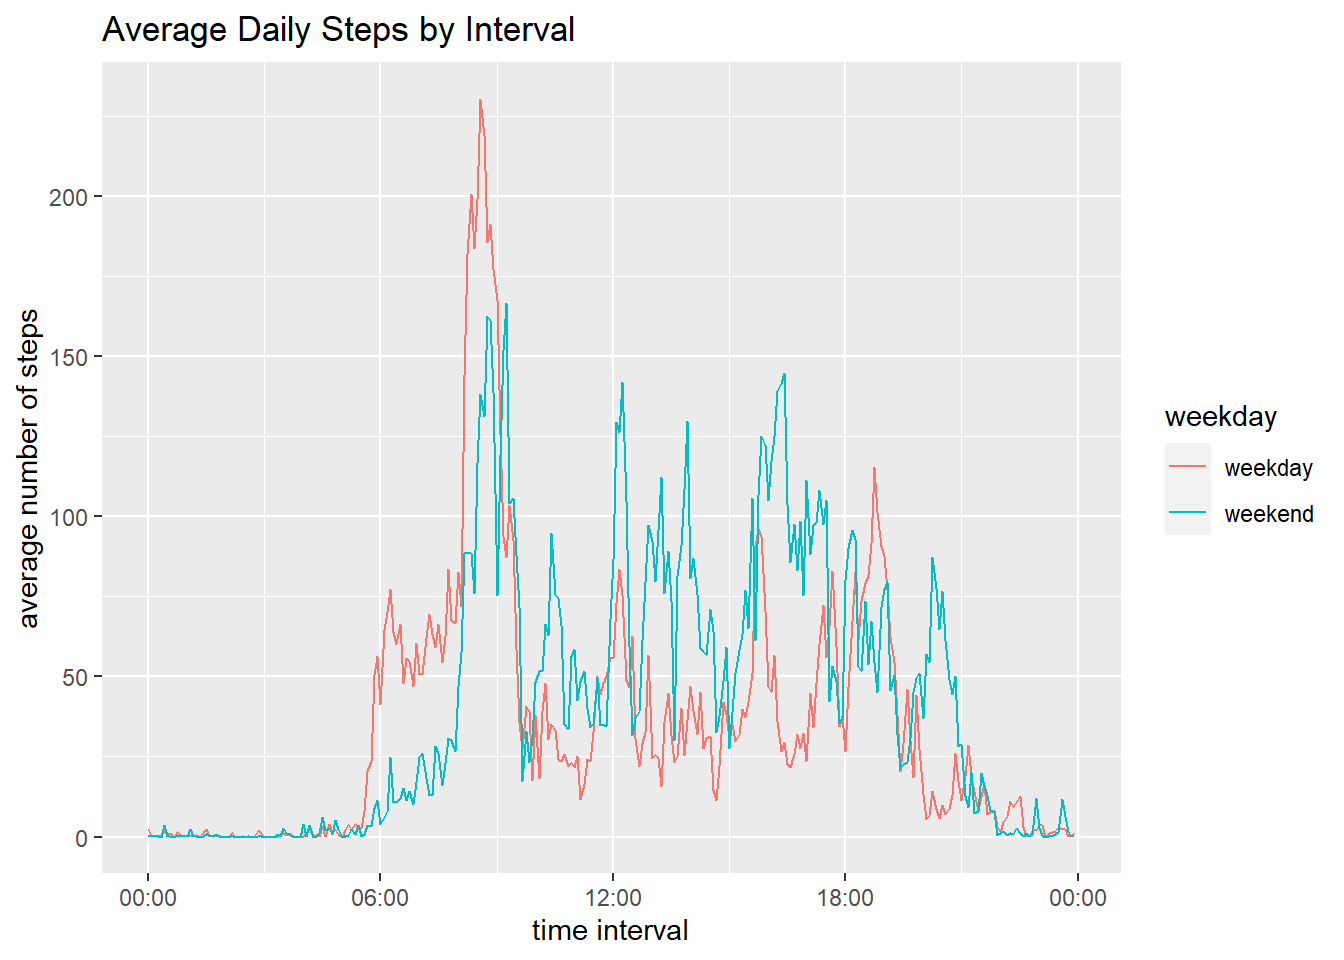 Average Daily Steps by Interval
average number of steps
200
150
100
50
0
00:00
06:00
12:00
18:00
00:00
time interval
weekday
weekday
weekend